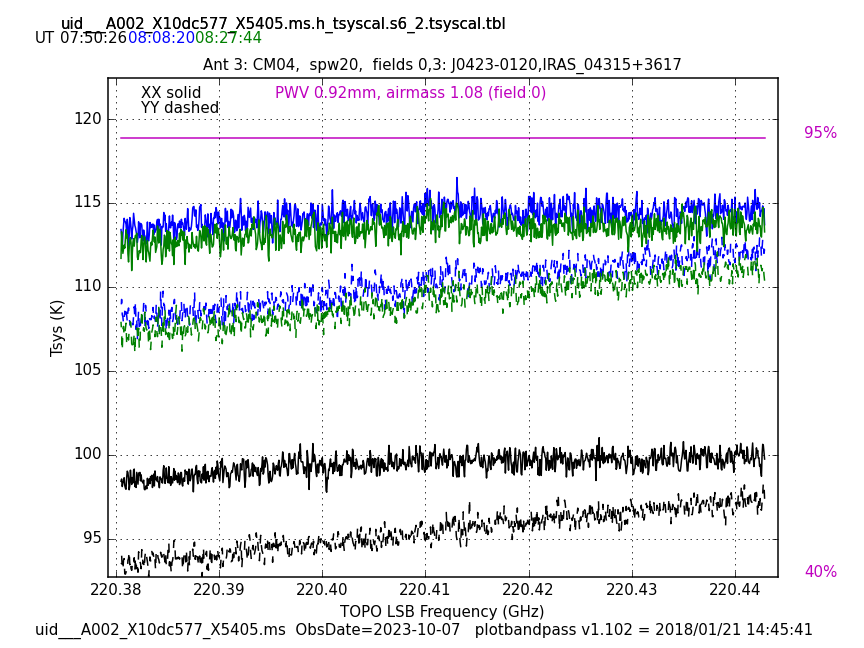 uid___A002_X10dc577_X5405.ms.h_tsyscal.s6_2.tsyscal.tbl
UT 07:50:26 08:08:20 08:27:44
Ant 3: CM04,  spw20,  fields 0,3: J0423-0120,IRAS_04315+3617
XX solid
PWV 0.92mm, airmass 1.08 (field 0)
YY dashed
120
95%
115
110
Tsys (K)
105
100
95
40%
220.38 220.39 220.40 220.41 220.42 220.43 220.44
TOPO LSB Frequency (GHz)
uid___A002_X10dc577_X5405.ms  ObsDate=2023-10-07   plotbandpass v1.102 = 2018/01/21 14:45:41